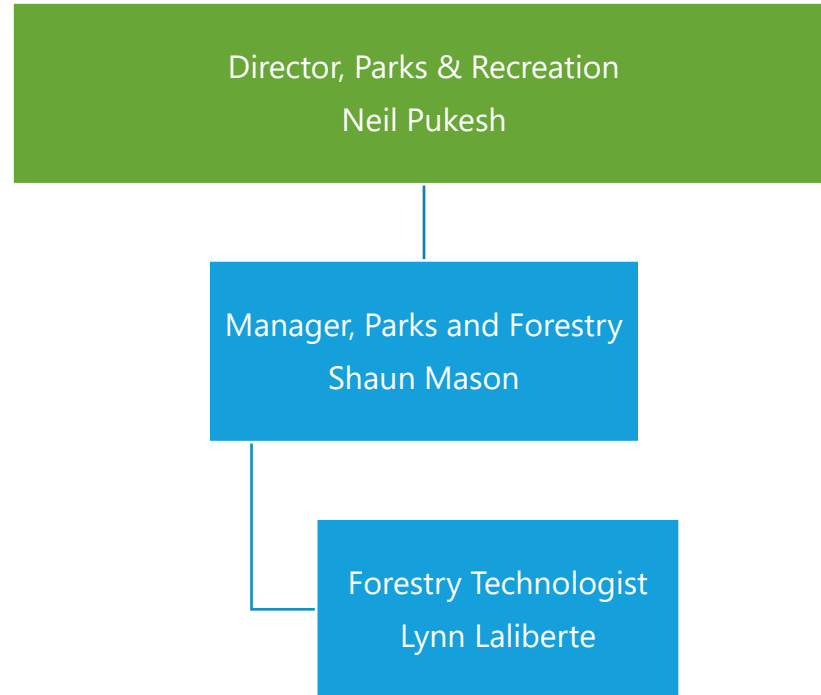 Director, Parks & Recreation
Neil Pukesh
Manager, Parks and Forestry
Shaun Mason
Forestry Technologist
Lynn Laliberte